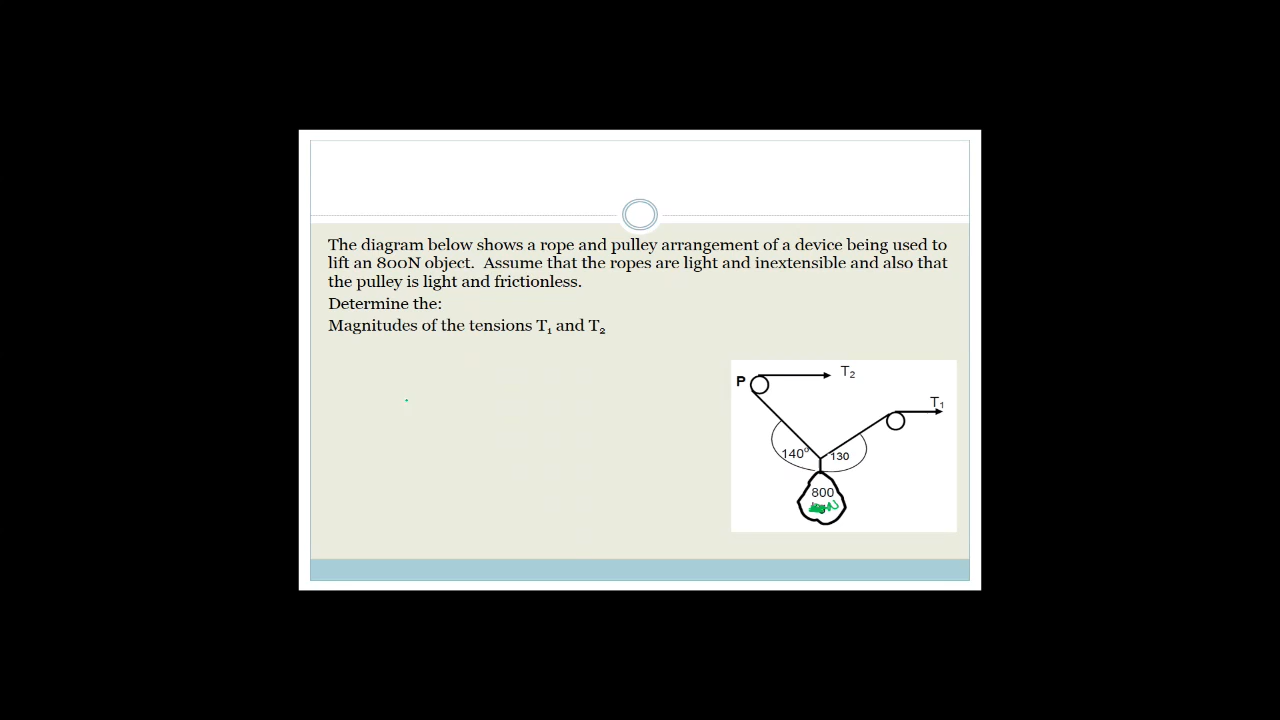 The diagram below shows a rope and pulley arrangement of a device being used to
lift an 800N object.  Assume that the ropes are light and inextensible and also that
the pulley is light and frictionless.
Determine the:
Magnitudes of the tensions T₁ and T₂
P
T₂
T₁
140°
130
800
N